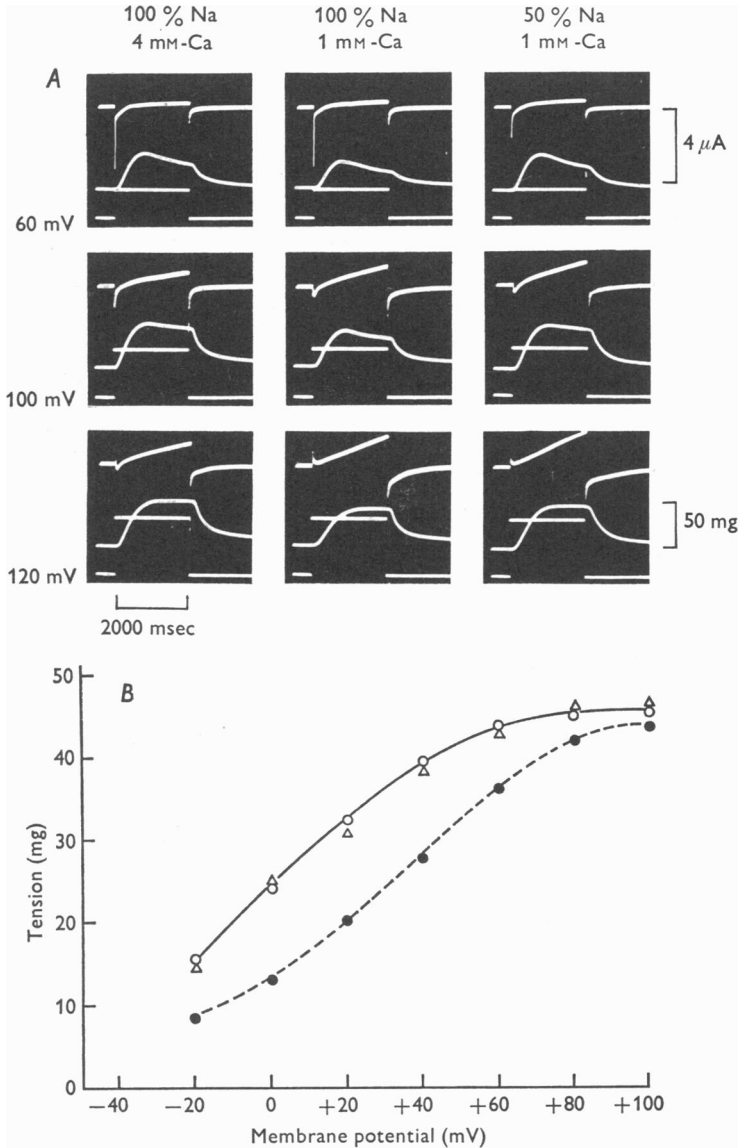 100 % Na 100 % Na 50 % Na
4 mM-Ca 1 mM-Ca 1 mM-Ca
A
4 μA
60 mV
100 mV
50 mg
120 mV
2000 msec
B
50
40
30
20
10
0
Tension (mg)
−40 −20 0 +20 +40 +60 +80 +100
Membrane potential (mV)